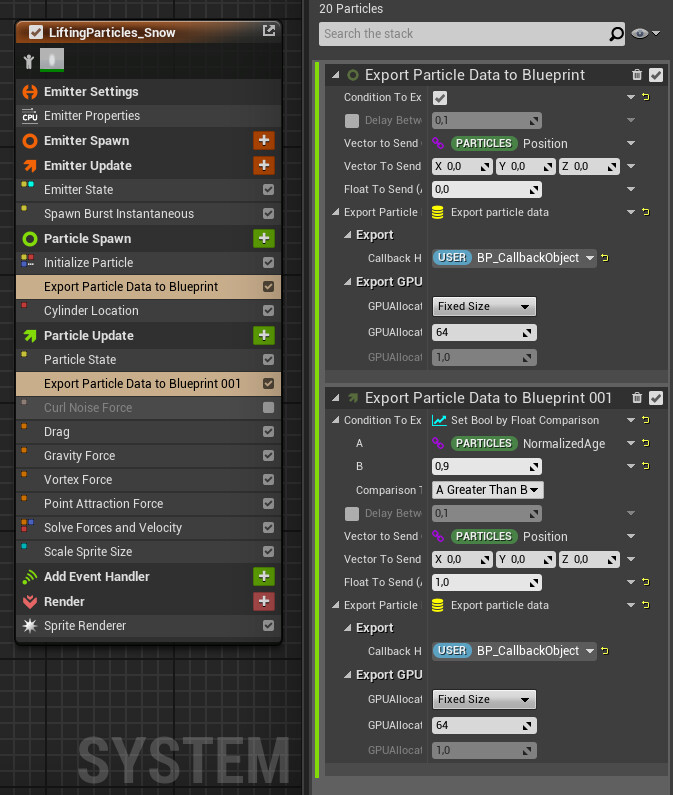 LiftingParticles_Snow
Emitter Settings
CPU Emitter Properties
Emitter Spawn
Emitter Update
Emitter State
Spawn Burst Instantaneous
Particle Spawn
Initialize Particle
Export Particle Data to Blueprint
Cylinder Location
Particle Update
Particle State
Export Particle Data to Blueprint 001
Curl Noise Force
Drag
Gravity Force
Vortex Force
Point Attraction Force
Solve Forces and Velocity
Scale Sprite Size
Add Event Handler
Render
Sprite Renderer
SYSTEM
20 Particles
Search the stack
Export Particle Data to Blueprint
Condition To Ex
Delay Betw 0,1
Vector to Send PARTICLES Position
Vector To Send X 0,0 Y 0,0 Z 0,0
Float To Send (A 0,0
Export Particle Export particle data
Export
Callback H USER BP_CallbackObject
Export GPU
GPUAllocat Fixed Size
GPUAllocat 64
GPUAllocat 1,0
Export Particle Data to Blueprint 001
Condition To Ex Set Bool by Float Comparison
A PARTICLES NormalizedAge
B 0,9
Comparison T A Greater Than B
Delay Betw 0,1
Vector to Send PARTICLES Position
Vector To Send X 0,0 Y 0,0 Z 0,0
Float To Send (A 1,0
Export Particle Export particle data
Export
Callback H USER BP_CallbackObject
Export GPU
GPUAllocat Fixed Size
GPUAllocat 64
GPUAllocat 1,0